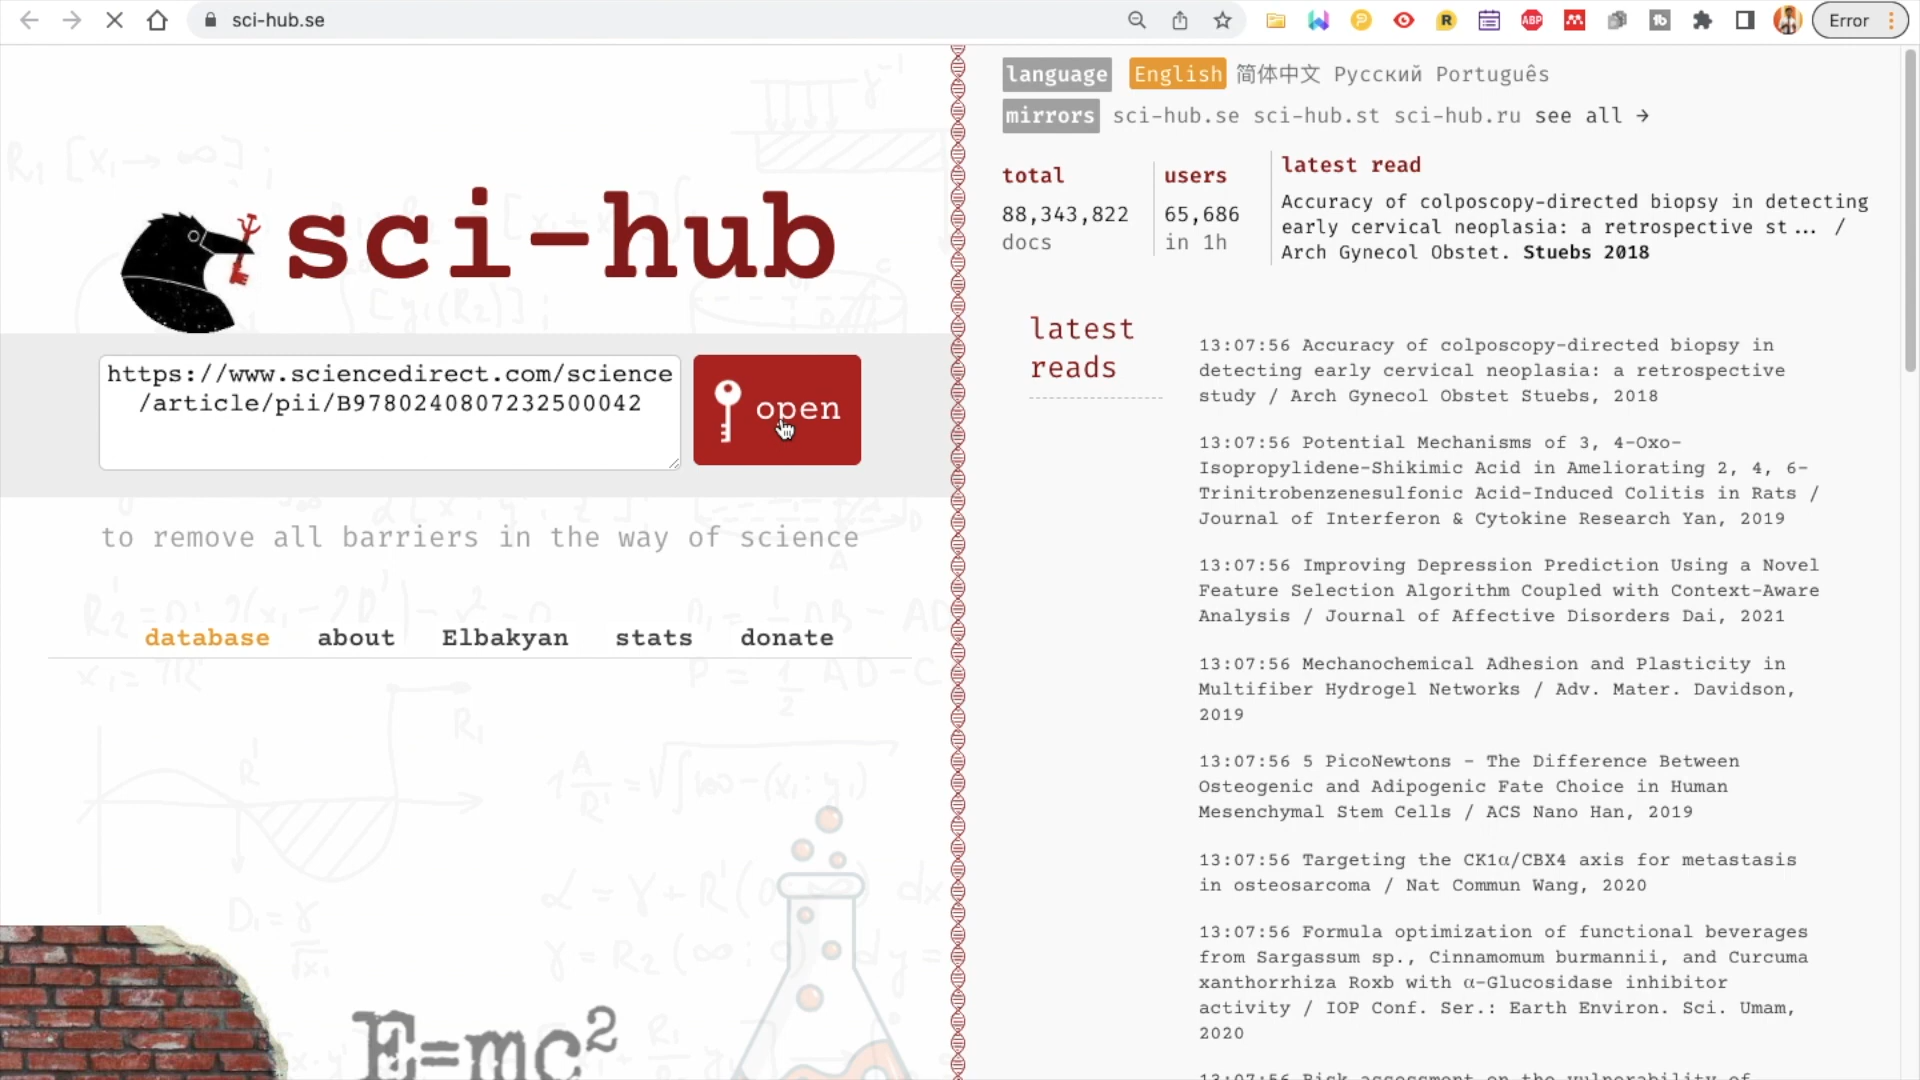 sci-hub.se
Error
language English 简体中文 Русский Português
mirrors sci-hub.se sci-hub.st sci-hub.ru see all →
total
88,343,822
docs
users
65,686
in 1h
latest read
Accuracy of colposcopy-directed biopsy in detecting
early cervical neoplasia: a retrospective st... /
Arch Gynecol Obstet. Stuebs 2018
sci-hub
https://www.sciencedirect.com/science
/article/pii/B9780240807232500042
open
to remove all barriers in the way of science
database about Elbakyan stats donate
E=mc²
latest
reads
13:07:56 Accuracy of colposcopy-directed biopsy in
detecting early cervical neoplasia: a retrospective
study / Arch Gynecol Obstet Stuebs, 2018
13:07:56 Potential Mechanisms of 3, 4-Oxo-
Isopropylidene-Shikimic Acid in Ameliorating 2, 4, 6-
Trinitrobenzenesulfonic Acid-Induced Colitis in Rats /
Journal of Interferon & Cytokine Research Yan, 2019
13:07:56 Improving Depression Prediction Using a Novel
Feature Selection Algorithm Coupled with Context-Aware
Analysis / Journal of Affective Disorders Dai, 2021
13:07:56 Mechanochemical Adhesion and Plasticity in
Multifiber Hydrogel Networks / Adv. Mater. Davidson,
2019
13:07:56 5 PicoNewtons - The Difference Between
Osteogenic and Adipogenic Fate Choice in Human
Mesenchymal Stem Cells / ACS Nano Han, 2019
13:07:56 Targeting the CK1α/CBX4 axis for metastasis
in osteosarcoma / Nat Commun Wang, 2020
13:07:56 Formula optimization of functional beverages
from Sargassum sp., Cinnamomum burmannii, and Curcuma
xanthorrhiza Roxb with α-Glucosidase inhibitor
activity / IOP Conf. Ser.: Earth Environ. Sci. Umam,
2020
13:07:56 Risk assessment on the vulnerability of